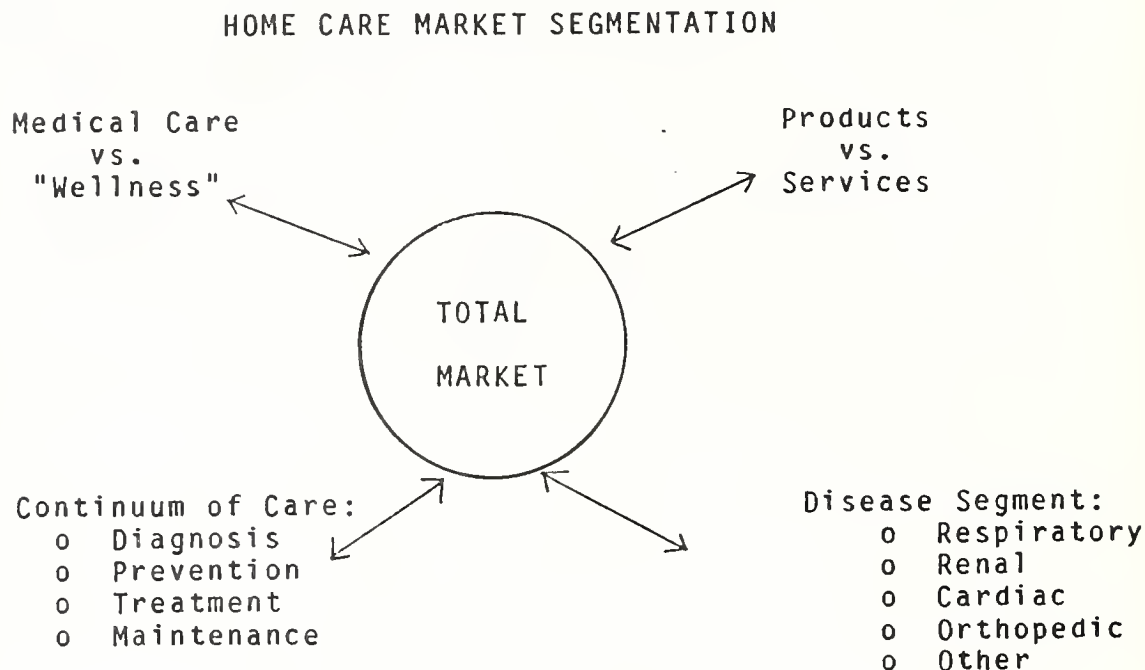 HOME CARE MARKET SEGMENTATION
Medical Care
vs.
"Wellness"
Products
vs.
Services
TOTAL
MARKET
Continuum of Care:
o Diagnosis
o Prevention
o Treatment
o Maintenance
Disease Segment:
o Respiratory
o Renal
o Cardiac
o Orthopedic
o Other